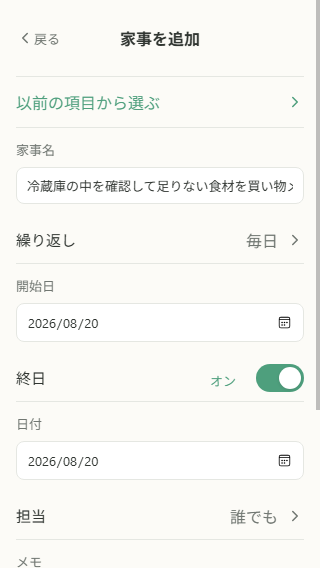 戻る
家事を追加
以前の項目から選ぶ
家事名
冷蔵庫の中を確認して足りない食材を買い物
繰り返し
毎日
開始日
2026/08/20
終日
オン
日付
2026/08/20
担当
誰でも
メモ